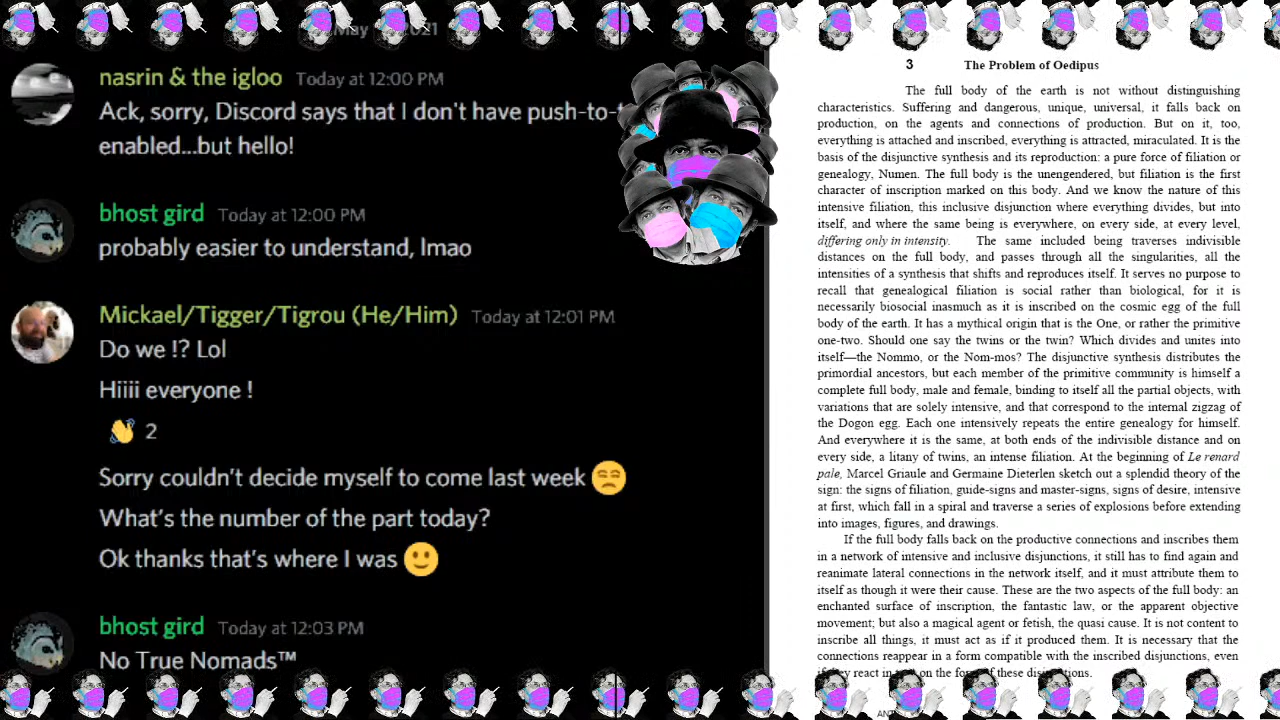 May
21
nasrin & the igloo Today at 12:00 PM
Ack, sorry, Discord says that I don't have push-to-
enabled...but hello!
bhost gird Today at 12:00 PM
probably easier to understand, lmao
Mickael/Tigger/Tigrou (He/Him) Today at 12:01 PM
Do we !? Lol
Hiiii everyone !
👋 2
Sorry couldn't decide myself to come last week 😒
What's the number of the part today?
Ok thanks that's where I was 🙂
bhost gird Today at 12:03 PM
No True Nomads™
3 The Problem of Oedipus
The full body of the earth is not without distinguishing
characteristics. Suffering and dangerous, unique, universal, it falls back on
production, on the agents and connections of production. But on it, too,
everything is attached and inscribed, everything is attracted, miraculated. It is the
basis of the disjunctive synthesis and its reproduction: a pure force of filiation or
genealogy, Numen. The full body is the unengendered, but filiation is the first
character of inscription marked on this body. And we know the nature of this
intensive filiation, this inclusive disjunction where everything divides, but into
itself, and where the same being is everywhere, on every side, at every level,
differing only in intensity. The same included being traverses indivisible
distances on the full body, and passes through all the singularities, all the
intensities of a synthesis that shifts and reproduces itself. It serves no purpose to
recall that genealogical filiation is social rather than biological, for it is
necessarily biosocial inasmuch as it is inscribed on the cosmic egg of the full
body of the earth. It has a mythical origin that is the One, or rather the primitive
one-two. Should one say the twins or the twin? Which divides and unites into
itself—the Nommo, or the Nom-mos? The disjunctive synthesis distributes the
primordial ancestors, but each member of the primitive community is himself a
complete full body, male and female, binding to itself all the partial objects, with
variations that are solely intensive, and that correspond to the internal zigzag of
the Dogon egg. Each one intensively repeats the entire genealogy for himself.
And everywhere it is the same, at both ends of the indivisible distance and on
every side, a litany of twins, an intense filiation. At the beginning of Le renard
pale, Marcel Griaule and Germaine Dieterlen sketch out a splendid theory of the
sign: the signs of filiation, guide-signs and master-signs, signs of desire, intensive
at first, which fall in a spiral and traverse a series of explosions before extending
into images, figures, and drawings.
If the full body falls back on the productive connections and inscribes them
in a network of intensive and inclusive disjunctions, it still has to find again and
reanimate lateral connections in the network itself, and it must attribute them to
itself as though it were their cause. These are the two aspects of the full body: an
enchanted surface of inscription, the fantastic law, or the apparent objective
movement; but also a magical agent or fetish, the quasi cause. It is not content to
inscribe all things, it must act as if it produced them. It is necessary that the
connections reappear in a form compatible with the inscribed disjunctions, even
if they react in on the form of these disjunctions.